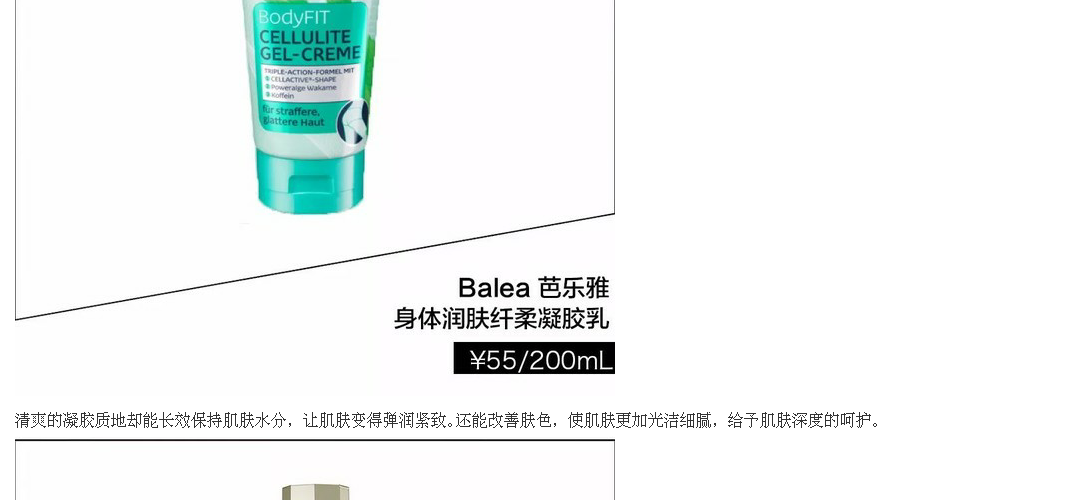 BodyFIT
CELLULITE
GEL-CREME
TRIPLE-ACTION-FORMEL MIT
CELLACTIVE®-SHAPE
Poweralge Wakame
Koffein
für straffere,
glattere Haut
Balea 芭乐雅
身体润肤纤柔凝胶乳
¥55/200mL
清爽的凝胶质地却能长效保持肌肤水分，让肌肤变得弹润紧致。还能改善肤色，使肌肤更加光洁细腻，给予肌肤深度的呵护。